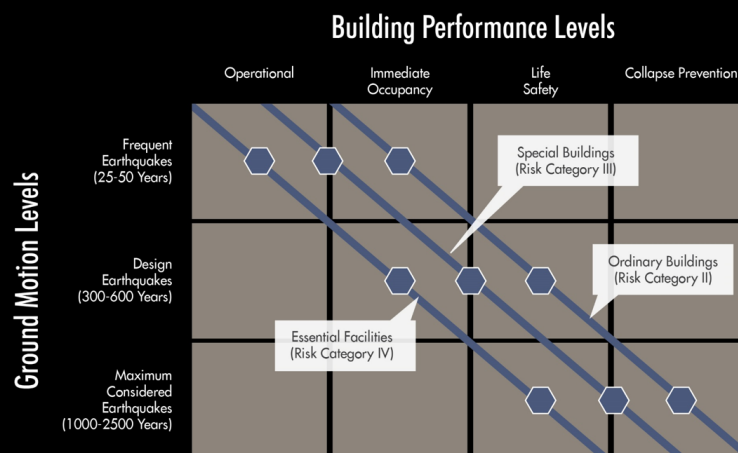 Building Performance Levels
Operational
Immediate
Occupancy
Life
Safety
Collapse Prevention
Ground Motion Levels
Frequent
Earthquakes
(25-50 Years)
Design
Earthquakes
(300-600 Years)
Maximum
Considered
Earthquakes
(1000-2500 Years)
Special Buildings
(Risk Category III)
Ordinary Buildings
(Risk Category II)
Essential Facilities
(Risk Category IV)